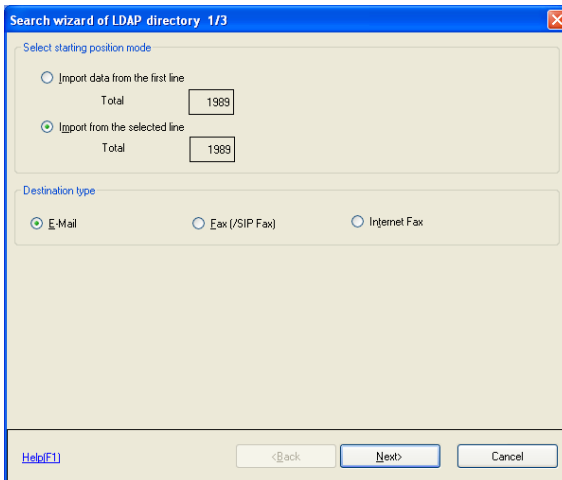 Search wizard of LDAP directory 1/3
Select starting position mode
Import data from the first line
Total 1989
Import from the selected line
Total 1989
Destination type
E-Mail Fax (/SIP Fax) Internet Fax
Help(F1) <Back Next> Cancel